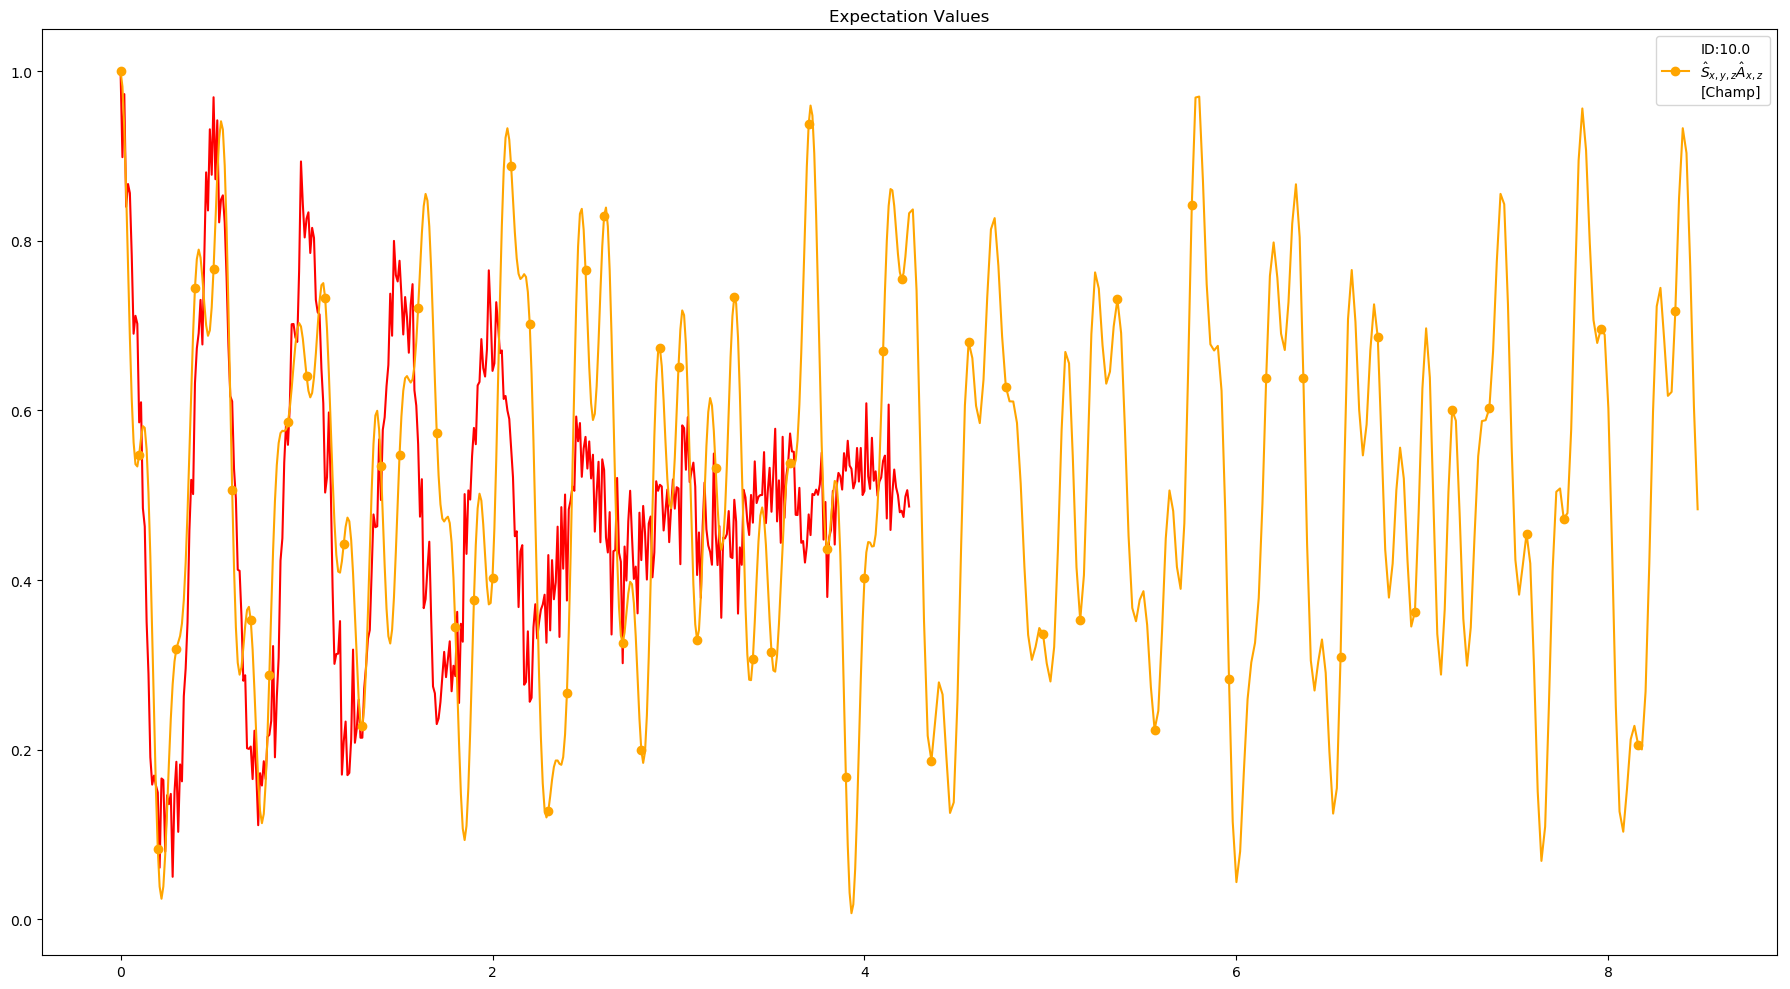 Expectation Values
ID:10.0
$\hat{S}_{x,y,z}\hat{A}_{x,z}$
[Champ]
1.0
0.8
0.6
0.4
0.2
0.0
0 2 4 6 8